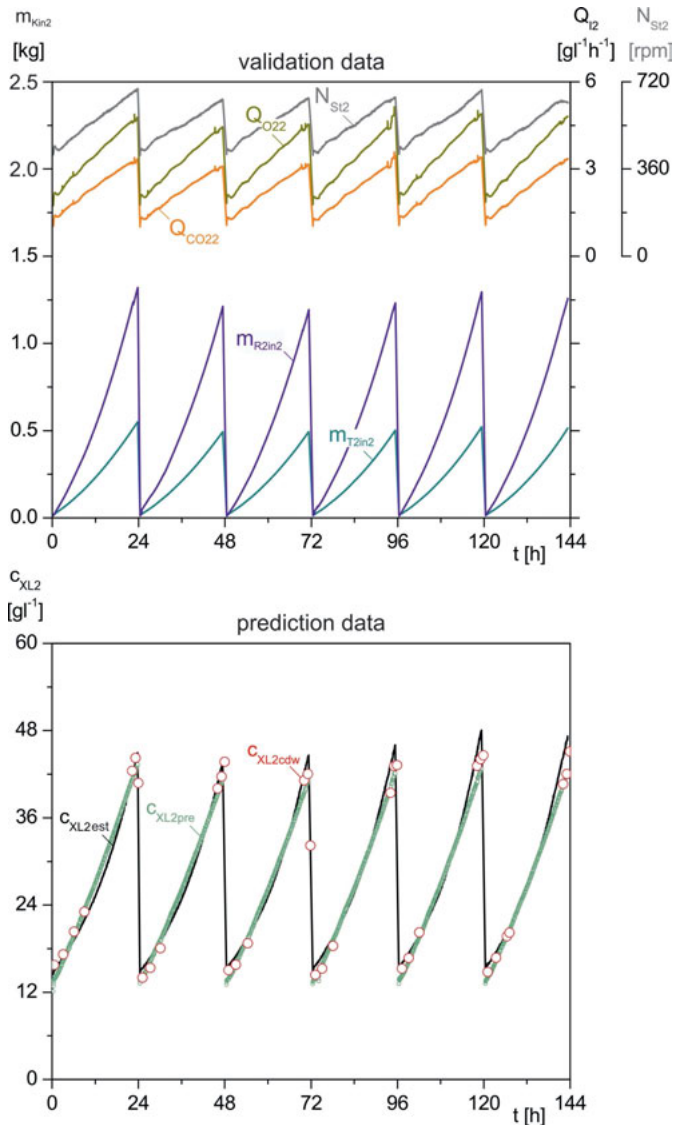 m_Kin2 Q_I2 N_St2
[kg] validation data [gl⁻¹h⁻¹] [rpm]
2.5 6 720
N_St2
Q_O22
2.0 3 360
Q_CO22
1.5 0 0
1.0
m_R2in2
0.5
m_T2in2
0.0
0 24 48 72 96 120 144
t [h]
c_XL2
[gl⁻¹] prediction data
60
48
c_XL2cdw
36
c_XL2est c_XL2pre
24
12
0
0 24 48 72 96 120 144
t [h]